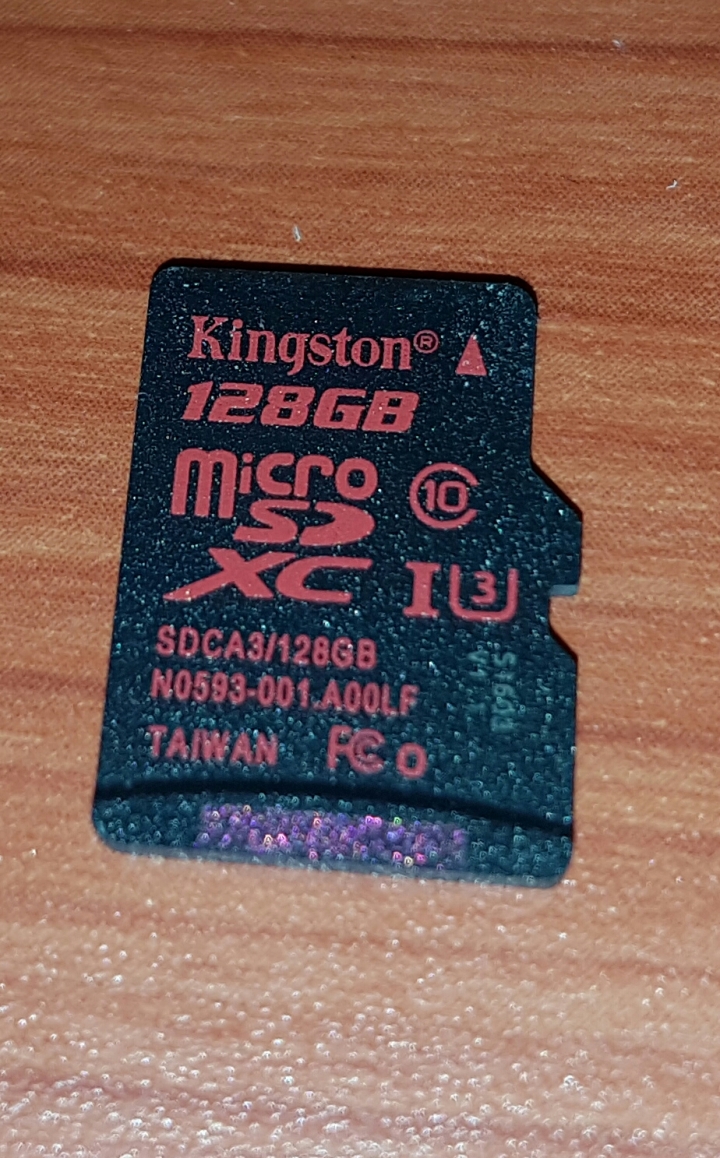 Kingston®
128GB
micro
SD
XC
10
I U3
SDCA3/128GB
N0593-001.A00LF
TAIWAN FC